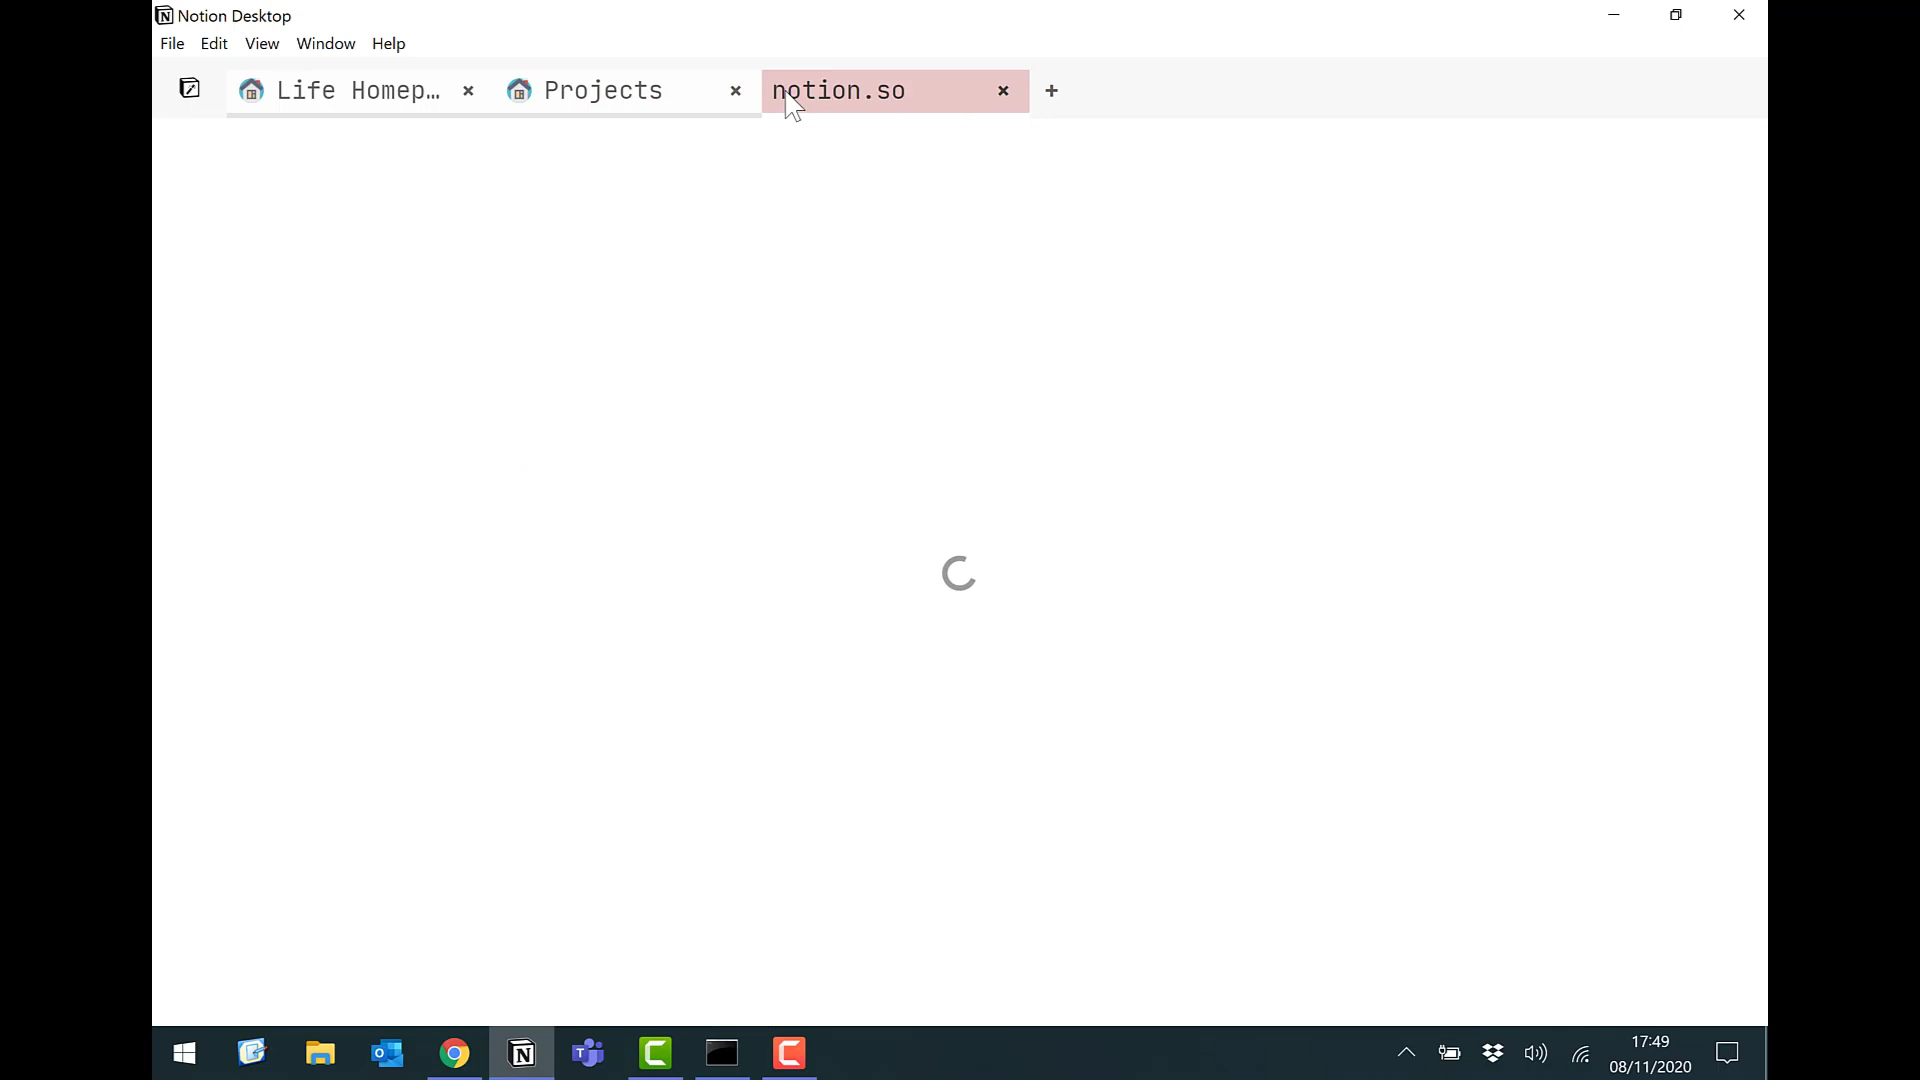 Notion Desktop
File Edit View Window Help
Life Homep… × Projects × notion.so × +
17:49
08/11/2020